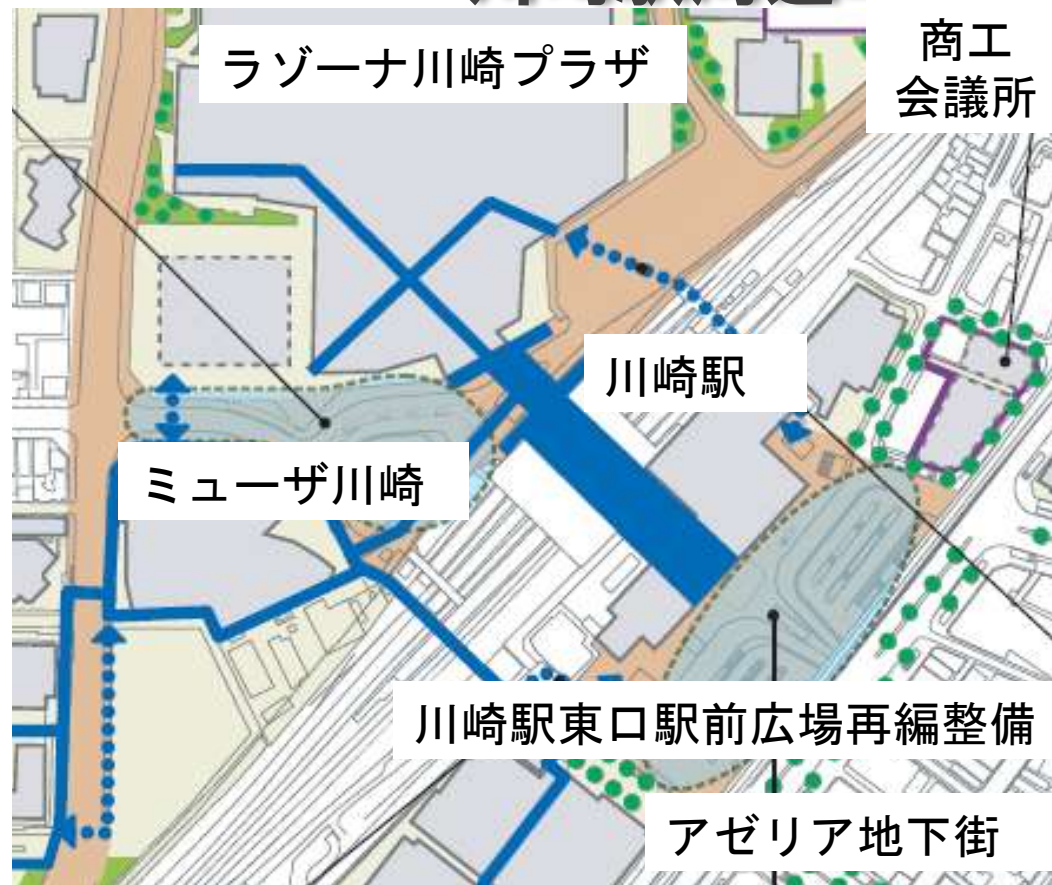 ラゾーナ川崎プラザ
商工
会議所
川崎駅
ミューザ川崎
川崎駅東口駅前広場再編整備
アゼリア地下街